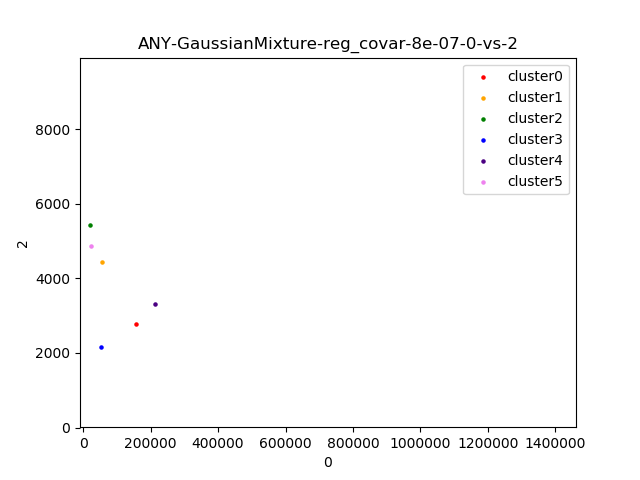 ANY-GaussianMixture-reg_covar-8e-07-0-vs-2
cluster0
cluster1
cluster2
cluster3
cluster4
cluster5
8000
6000
4000
2000
0
2
0 200000 400000 600000 800000 1000000 1200000 1400000
0